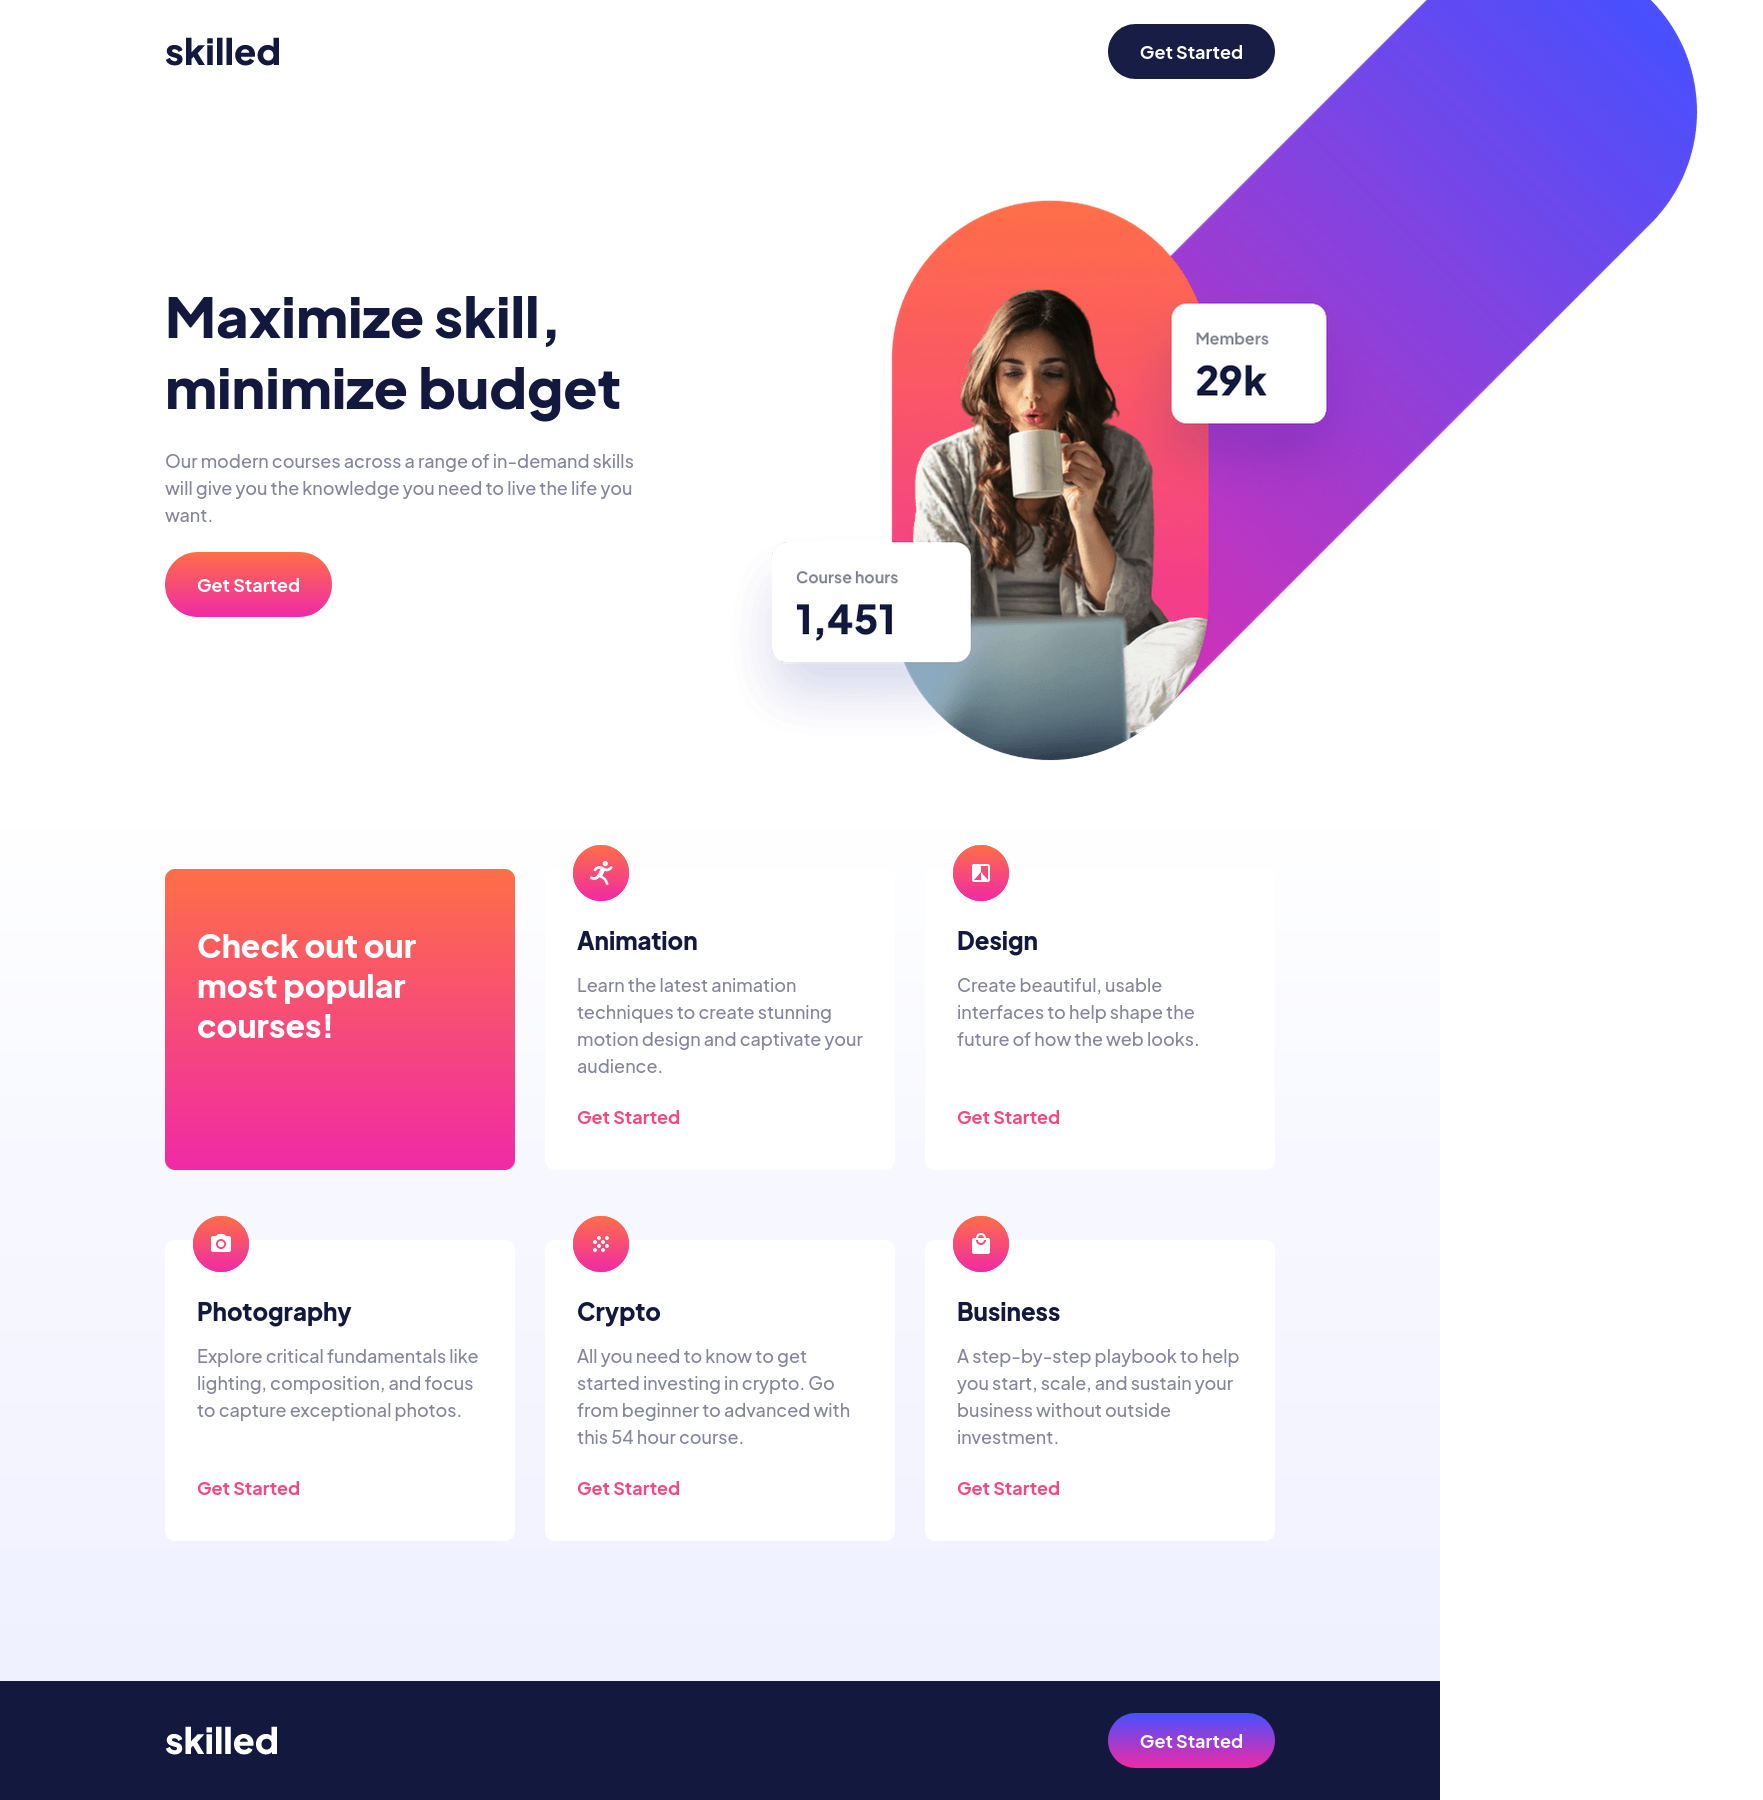 skilled
Get Started
Maximize skill,
minimize budget
Our modern courses across a range of in-demand skills
will give you the knowledge you need to live the life you
want.
Get Started
Members
29k
Course hours
1,451
Check out our
most popular
courses!
Animation
Learn the latest animation
techniques to create stunning
motion design and captivate your
audience.
Get Started
Design
Create beautiful, usable
interfaces to help shape the
future of how the web looks.
Get Started
Photography
Explore critical fundamentals like
lighting, composition, and focus
to capture exceptional photos.
Get Started
Crypto
All you need to know to get
started investing in crypto. Go
from beginner to advanced with
this 54 hour course.
Get Started
Business
A step-by-step playbook to help
you start, scale, and sustain your
business without outside
investment.
Get Started
skilled
Get Started